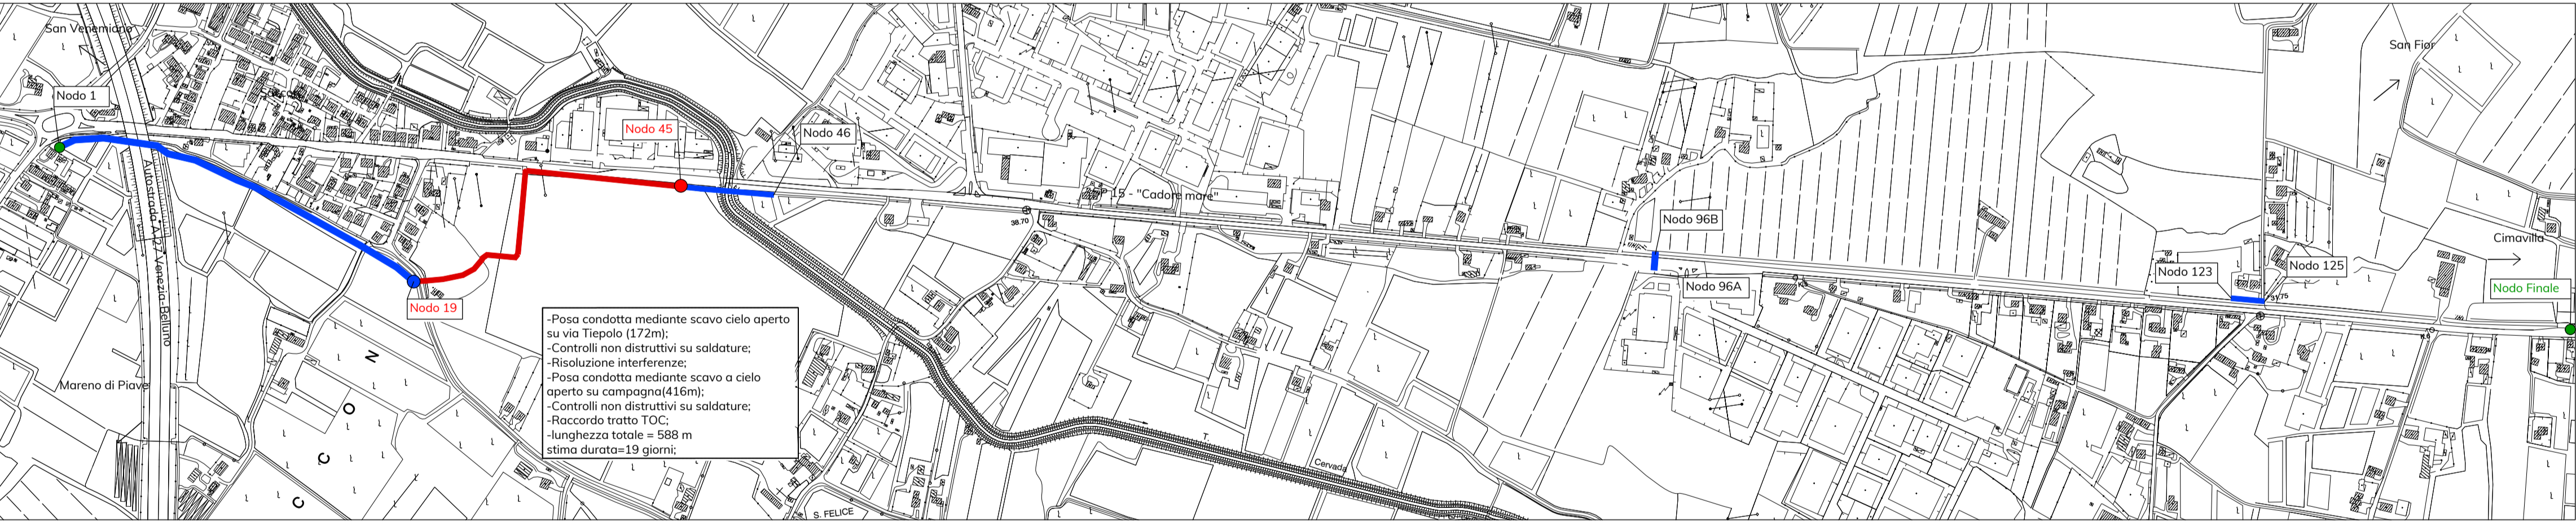 San Venemiano
San Fior
Nodo 1
Nodo 45
Nodo 46
Autostrada A/27 Venezia-Belluno
15 - "Cadore mare"
38.70
Nodo 96B
Nodo 96A
Cimavilla
Nodo 123
Nodo 125
31.75
Nodo Finale
Nodo 19
-Posa condotta mediante scavo cielo aperto
su via Tiepolo (172m);
-Controlli non distruttivi su saldature;
-Risoluzione interferenze;
-Posa condotta mediante scavo a cielo
aperto su campagna(416m);
-Controlli non distruttivi su saldature;
-Raccordo tratto TOC;
-lunghezza totale = 588 m
stima durata=19 giorni;
Mareno di Piave
N
O
C
C
T.
Cervada
S. FELICE